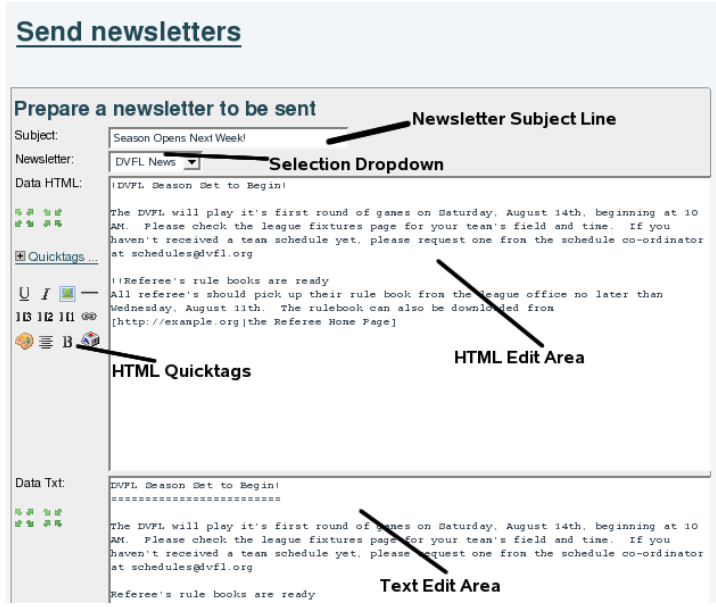 Send newsletters
Prepare a newsletter to be sent
Newsletter Subject Line
Subject:
Season Opens Next Week!
Newsletter:
DVFL News
Selection Dropdown
Data HTML:
!DVFL Season Set to Begin!
The DVFL will play it's first round of games on Saturday, August 14th, beginning at 10
AM.  Please check the league fixtures page for your team's field and time.  If you
haven't received a team schedule yet, please request one from the schedule co-ordinator
at schedules@dvfl.org
Quicktags ...
!!Referee's rule books are ready
All referee's should pick up their rule book from the league office no later than
Wednesday, August 11th.  The rulebook can also be downloaded from
[http://example.org|the Referee Home Page]
U I
H3 H2 H1
B
HTML Edit Area
HTML Quicktags
Data Txt:
DVFL Season Set to Begin!
=========================
The DVFL will play it's first round of games on Saturday, August 14th, beginning at 10
AM.  Please check the league fixtures page for your team's field and time.  If you
haven't received a team schedule yet, please request one from the schedule co-ordinator
at schedules@dvfl.org
Text Edit Area
Referee's rule books are ready